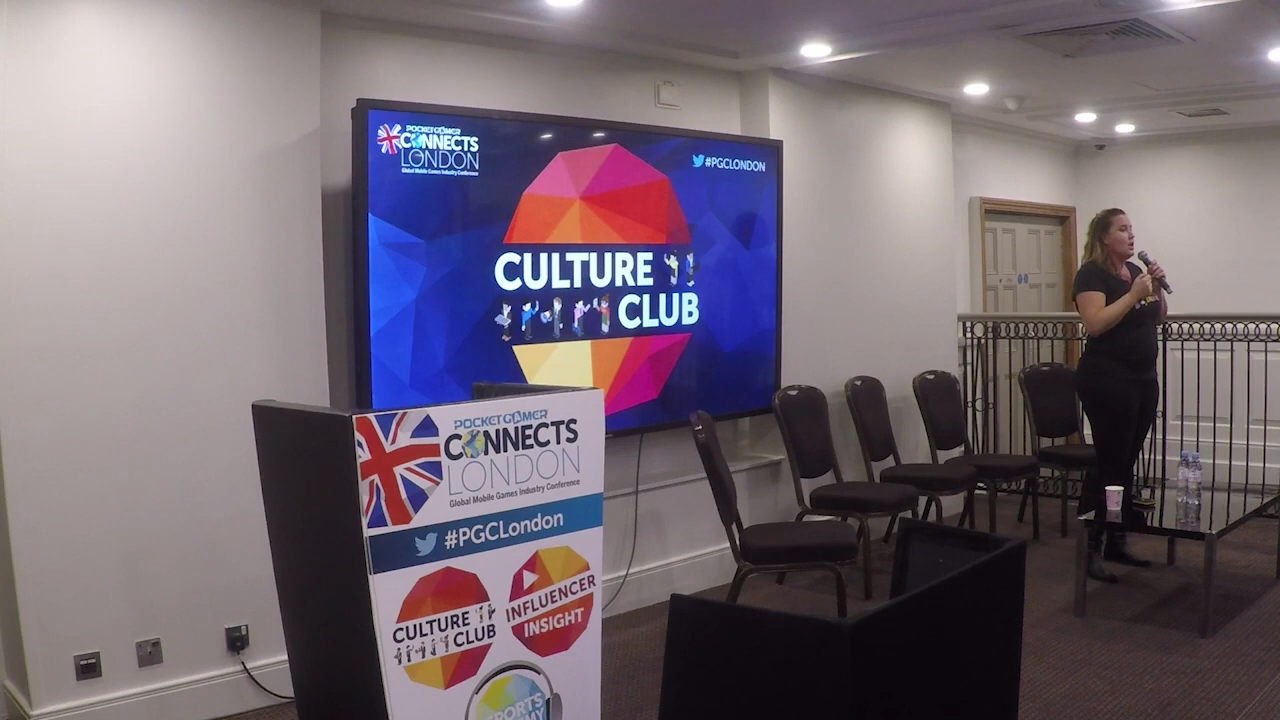 POCKET GAMER
CONNECTS
LONDON
Global Mobile Games Industry Conference
#PGCLONDON
CULTURE
CLUB
POCKET GAMER
CONNECTS
LONDON
Global Mobile Games Industry Conference
#PGCLondon
CULTURE
CLUB
INFLUENCER
INSIGHT